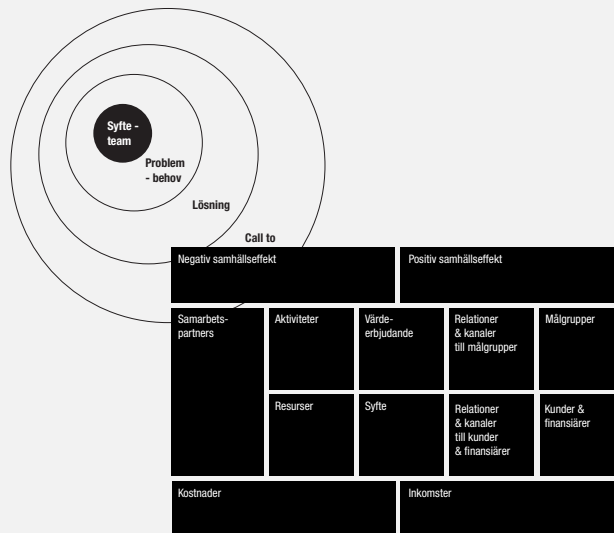 Syfte -
team
Problem
- behov
Lösning
Call to
Negativ samhällseffekt
Positiv samhällseffekt
Samarbets-
partners
Aktiviteter
Värde-
erbjudande
Relationer
& kanaler
till målgrupper
Målgrupper
Resurser
Syfte
Relationer
& kanaler
till kunder
& finansiärer
Kunder &
finansiärer
Kostnader
Inkomster